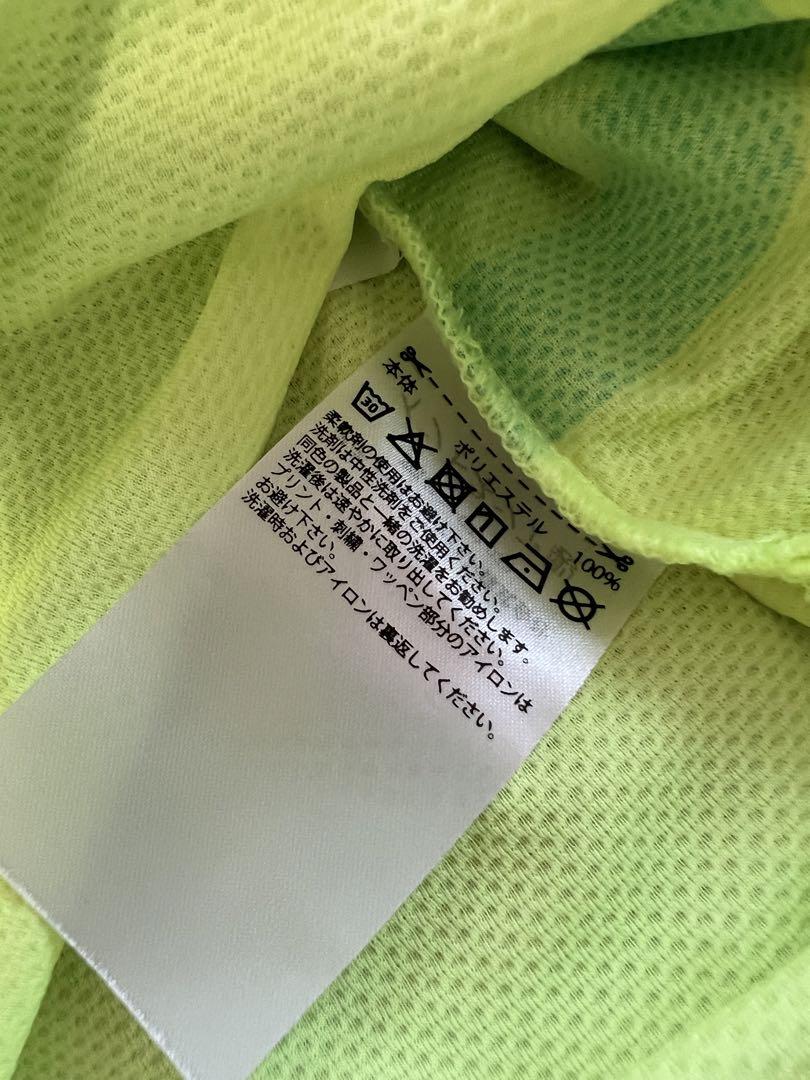 本体
ポリエステル 100%
30
柔軟剤の使用はお避け下さい。
洗剤は中性洗剤をご使用ください。
同色の製品と一緒の洗濯をお勧めします。
洗濯後は速やかに取り出してください。
プリント・刺繍・ワッペン部分のアイロンは
お避け下さい。
洗濯時およびアイロンは裏返してください。